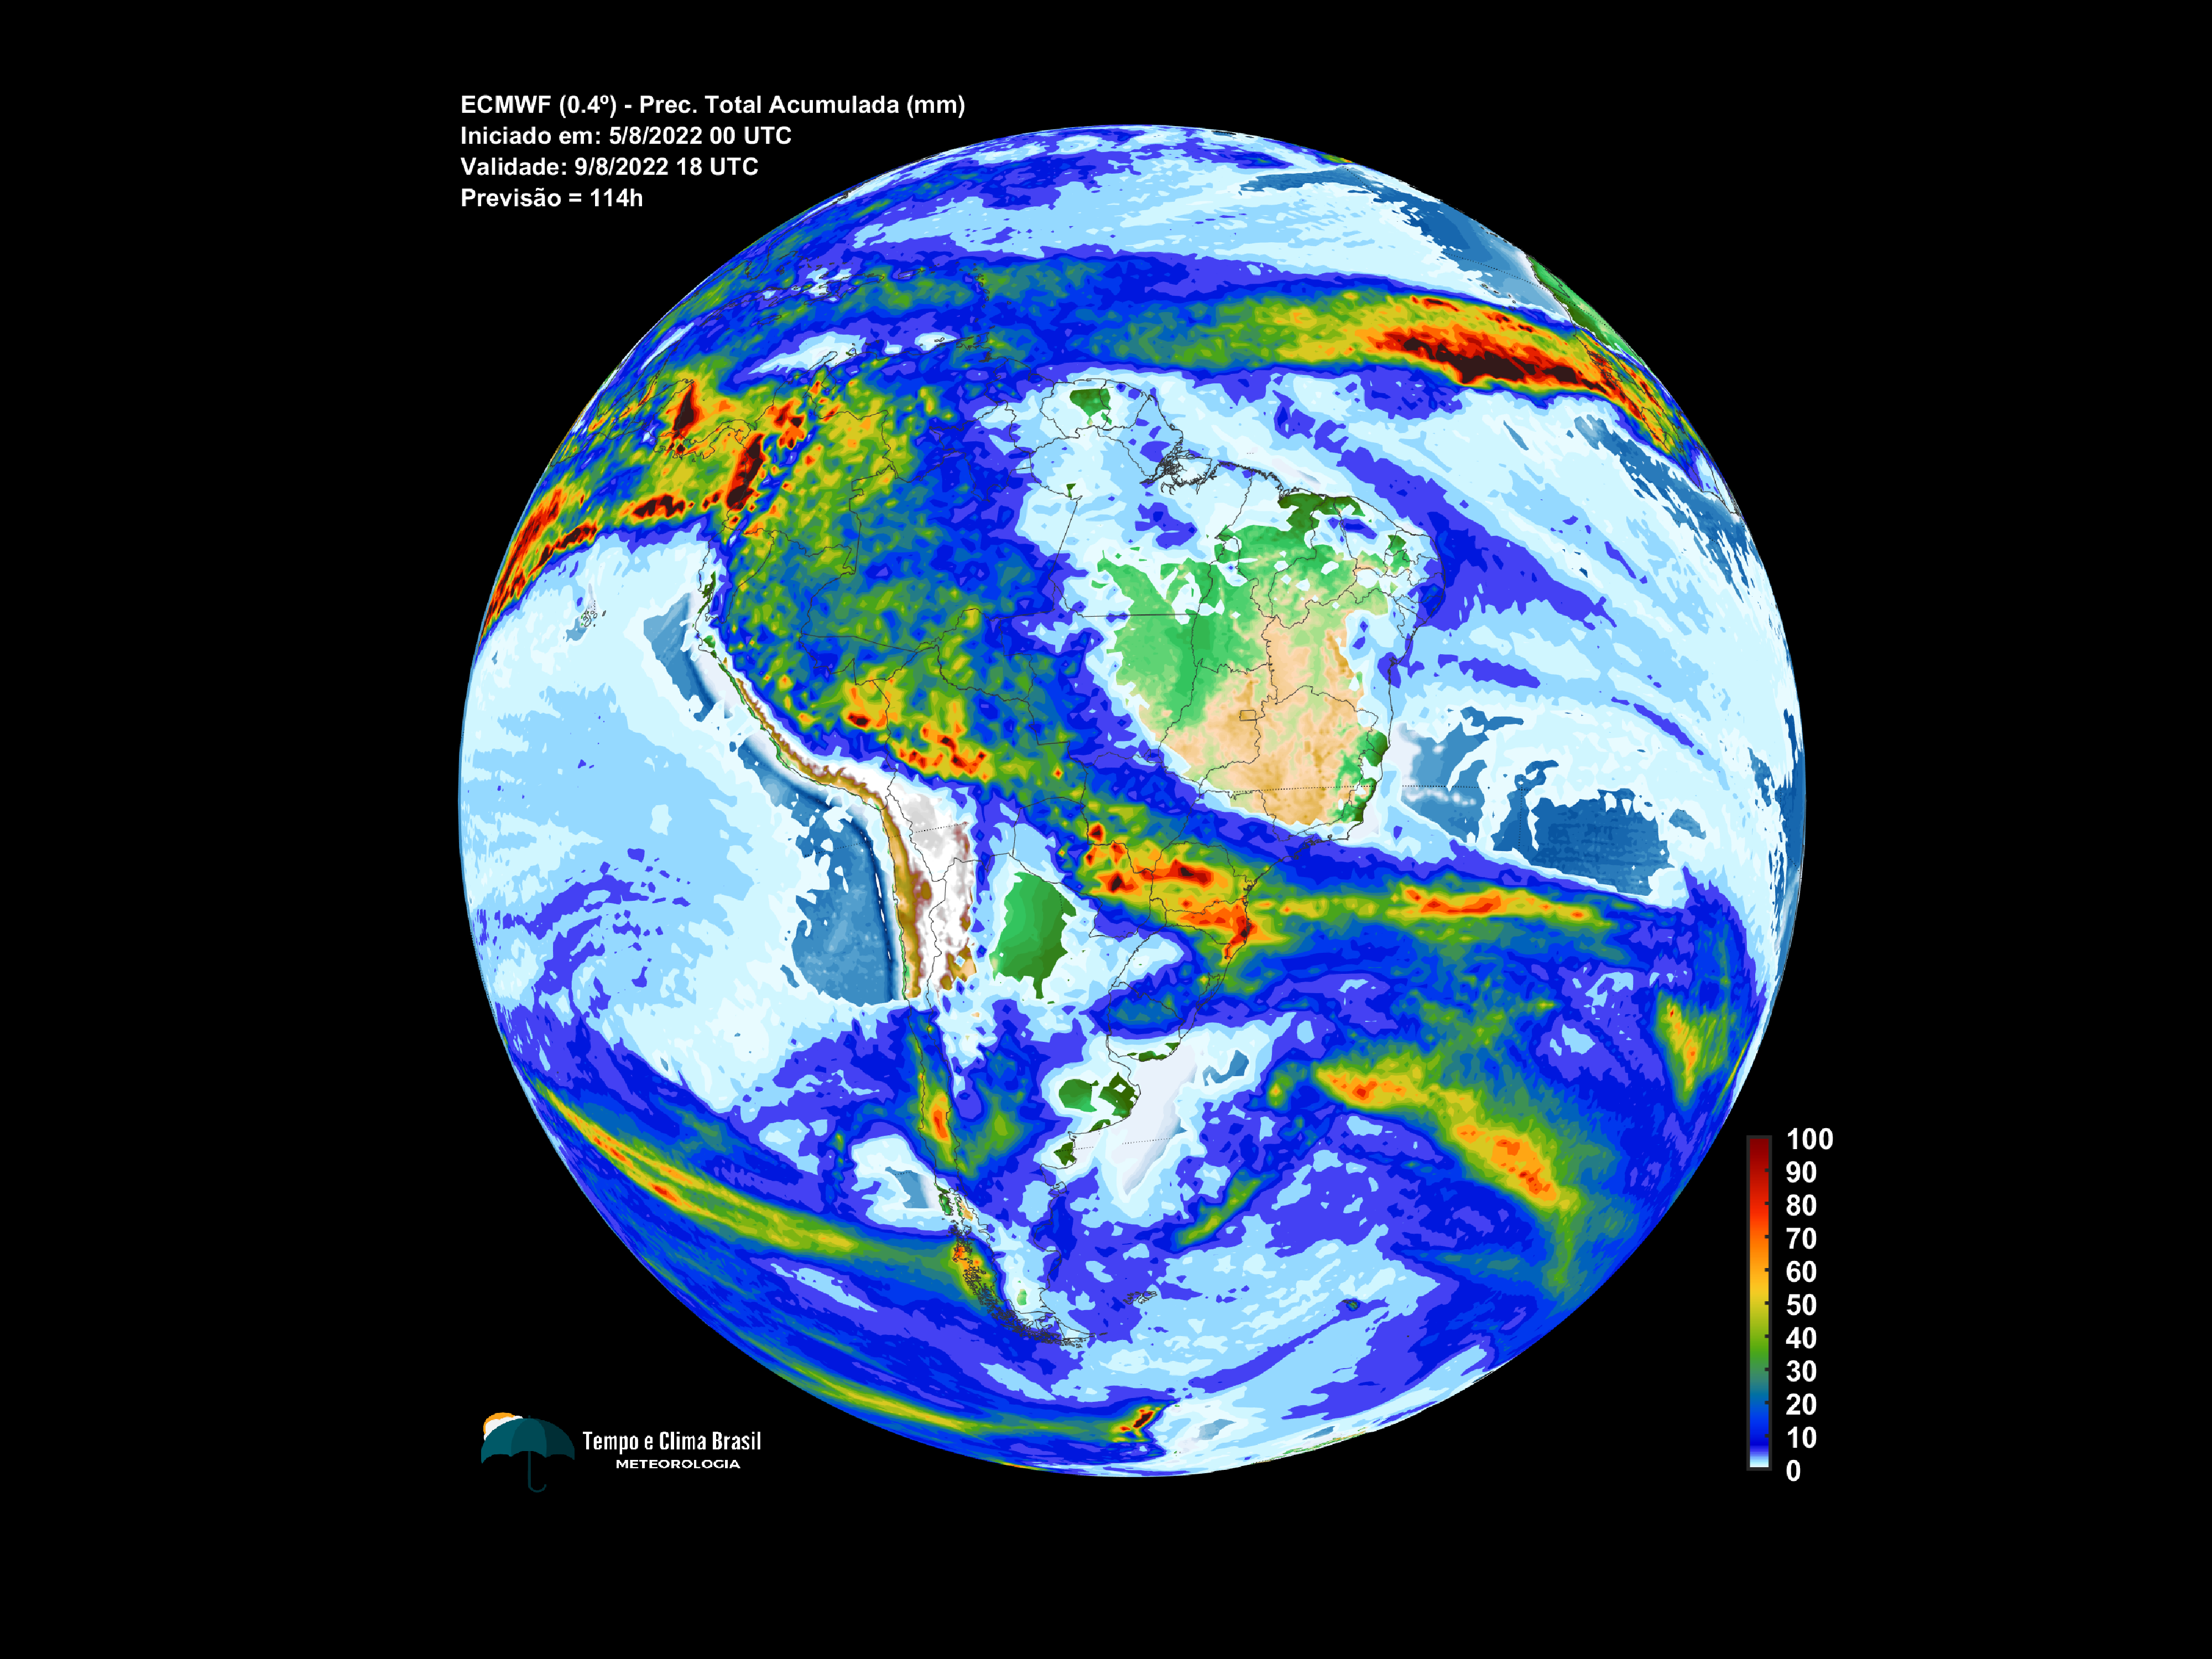 ECMWF (0.4º) - Prec. Total Acumulada (mm)
Iniciado em: 5/8/2022 00 UTC
Validade: 9/8/2022 18 UTC
Previsão = 114h
100
90
80
70
60
50
40
30
20
10
0
Tempo e Clima Brasil
METEOROLOGIA